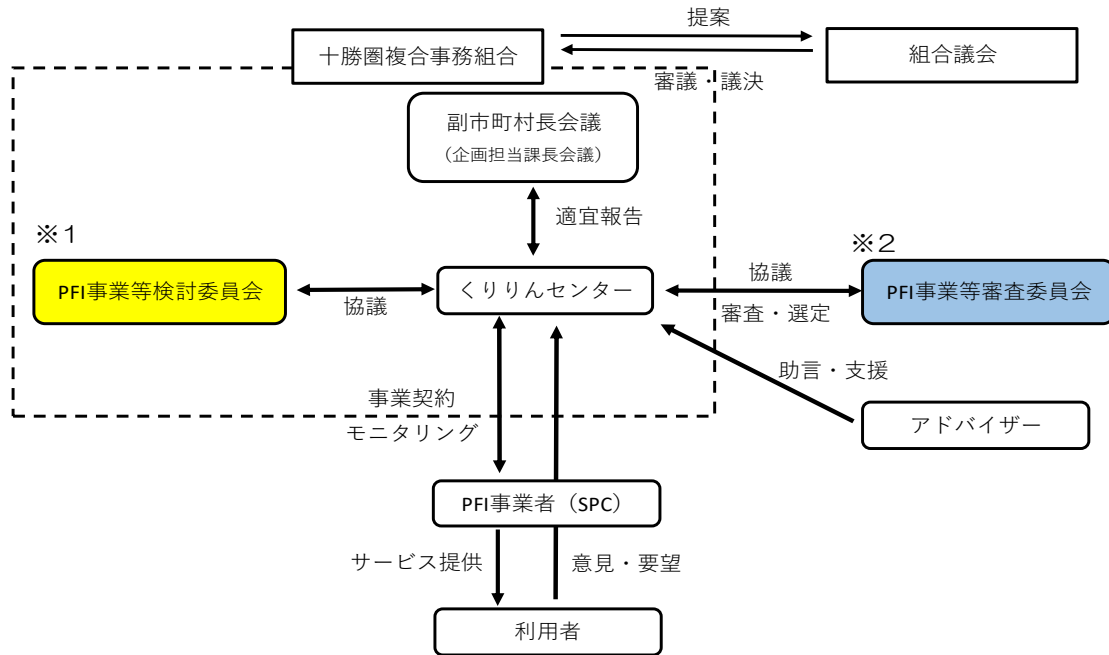 提案
十勝圏複合事務組合
組合議会
審議・議決
副市町村長会議
（企画担当課長会議）
適宜報告
※１
※２
PFI事業等検討委員会
協議
くりりんセンター
協議
審査・選定
PFI事業等審査委員会
助言・支援
アドバイザー
事業契約
モニタリング
PFI事業者（SPC）
サービス提供
意見・要望
利用者